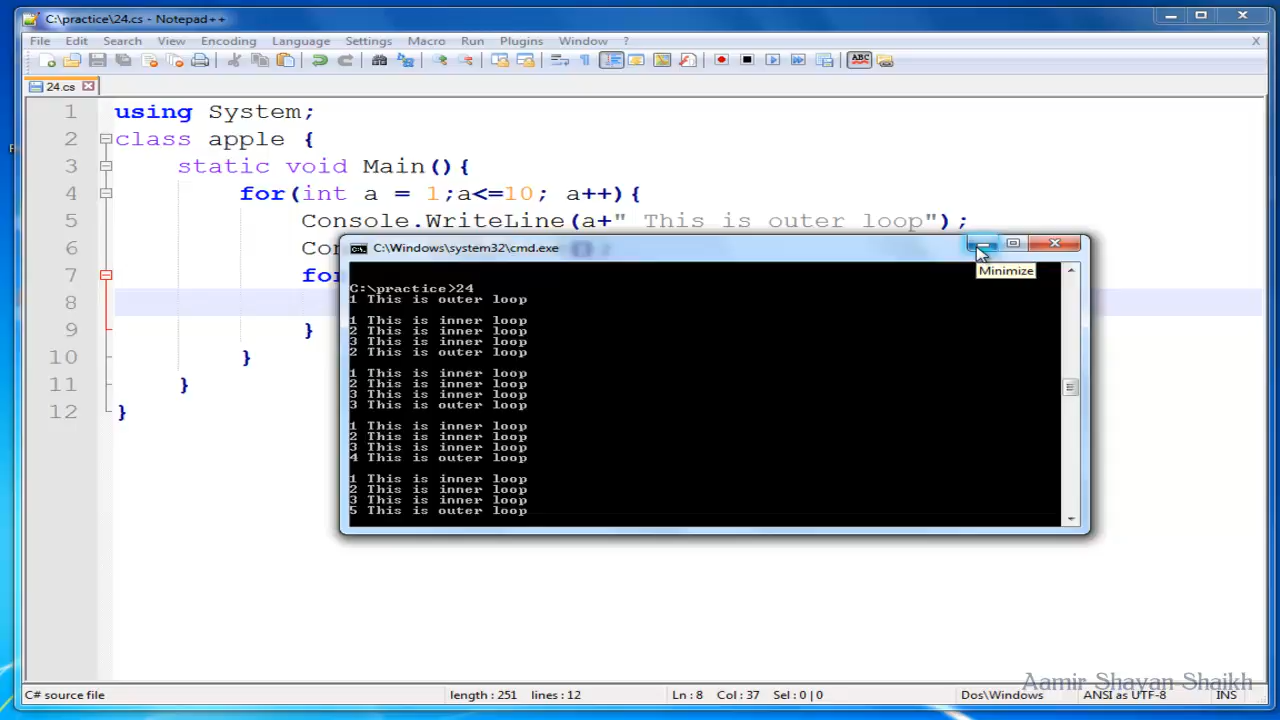 C:\practice\24.cs - Notepad++
File Edit Search View Encoding Language Settings Macro Run Plugins Window ? X
ABC
24.cs
1 using System;
2 class apple {
3 static void Main(){
4 for(int a = 1;a<=10; a++){
5 Console.WriteLine(a+" This is outer loop");
6 Con
7 for
8
9 }
10 }
11 }
12 }
C:\Windows\system32\cmd.exe
Minimize
C:\practice>24
1 This is outer loop
1 This is inner loop
2 This is inner loop
3 This is inner loop
2 This is outer loop
1 This is inner loop
2 This is inner loop
3 This is inner loop
3 This is outer loop
1 This is inner loop
2 This is inner loop
3 This is inner loop
4 This is outer loop
1 This is inner loop
2 This is inner loop
3 This is inner loop
5 This is outer loop
Aamir Shayan Shaikh
C# source file length : 251 lines : 12 Ln : 8 Col : 37 Sel : 0 | 0 Dos\Windows ANSI as UTF-8 INS